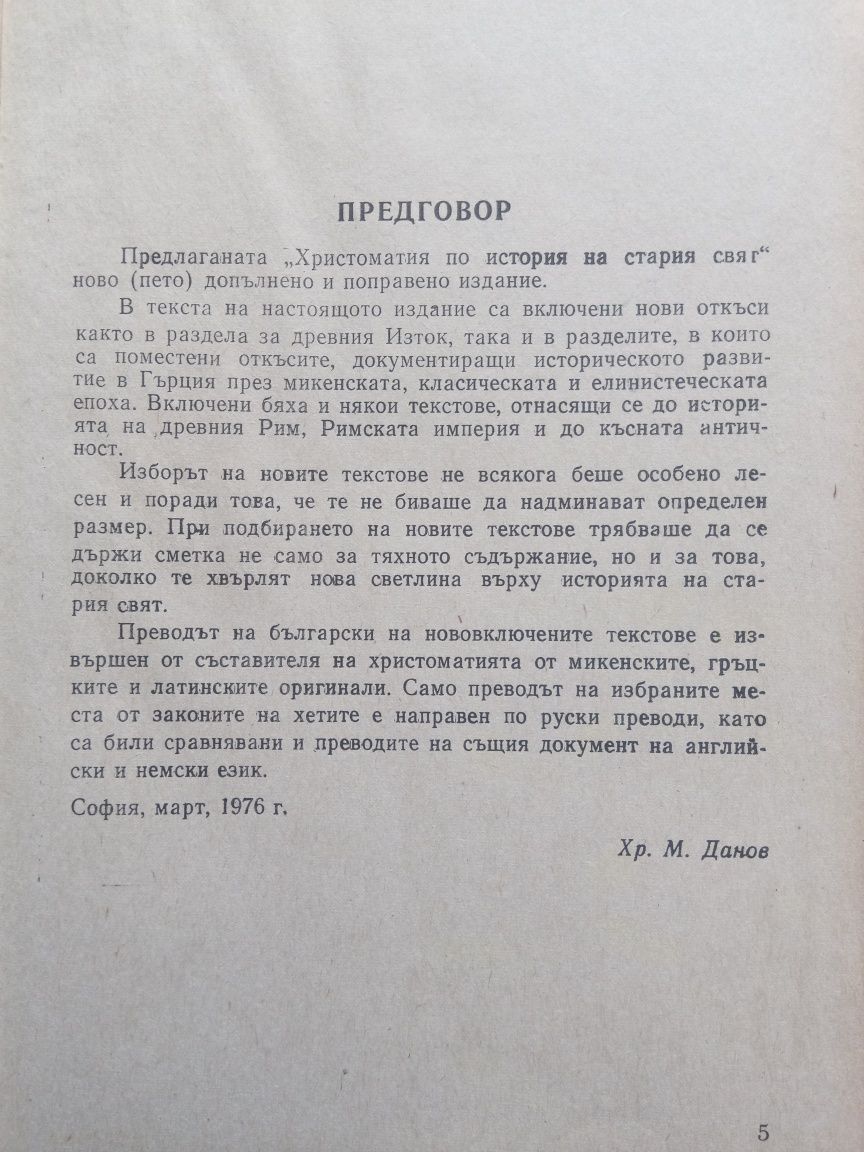 ПРЕДГОВОР
Предлаганата „Христоматия по история на стария свят“
ново (пето) допълнено и поправено издание.
В текста на настоящото издание са включени нови откъси
както в раздела за древния Изток, така и в разделите, в които
са поместени откъсите, документиращи историческото разви-
тие в Гърция през микенската, класическата и елинистеческата
епоха. Включени бяха и някои текстове, отнасящи се до истори-
ята на древния Рим, Римската империя и до късната антич-
ност.
Изборът на новите текстове не всякога беше особено ле-
сен и поради това, че те не биваше да надминават определен
размер. При подбирането на новите текстове трябваше да се
държи сметка не само за тяхното съдържание, но и за това,
доколко те хвърлят нова светлина върху историята на ста-
рия свят.
Преводът на български на нововключените текстове е из-
вършен от съставителя на христоматията от микенските, гръц-
ките и латинските оригинали. Само преводът на избраните ме-
ста от законите на хетите е направен по руски преводи, като
са били сравнявани и преводите на същия документ на англий-
ски и немски език.
София, март, 1976 г.
Хр. М. Данов
5